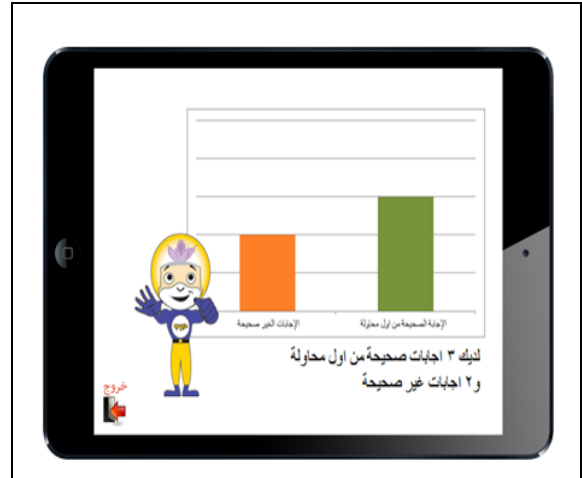 الإجابة الصحيحة من اول محاولة
الإجابات الغير صحيحة
لديك ٣ اجابات صحيحة من اول محاولة
و٢ اجابات غير صحيحة
خروج